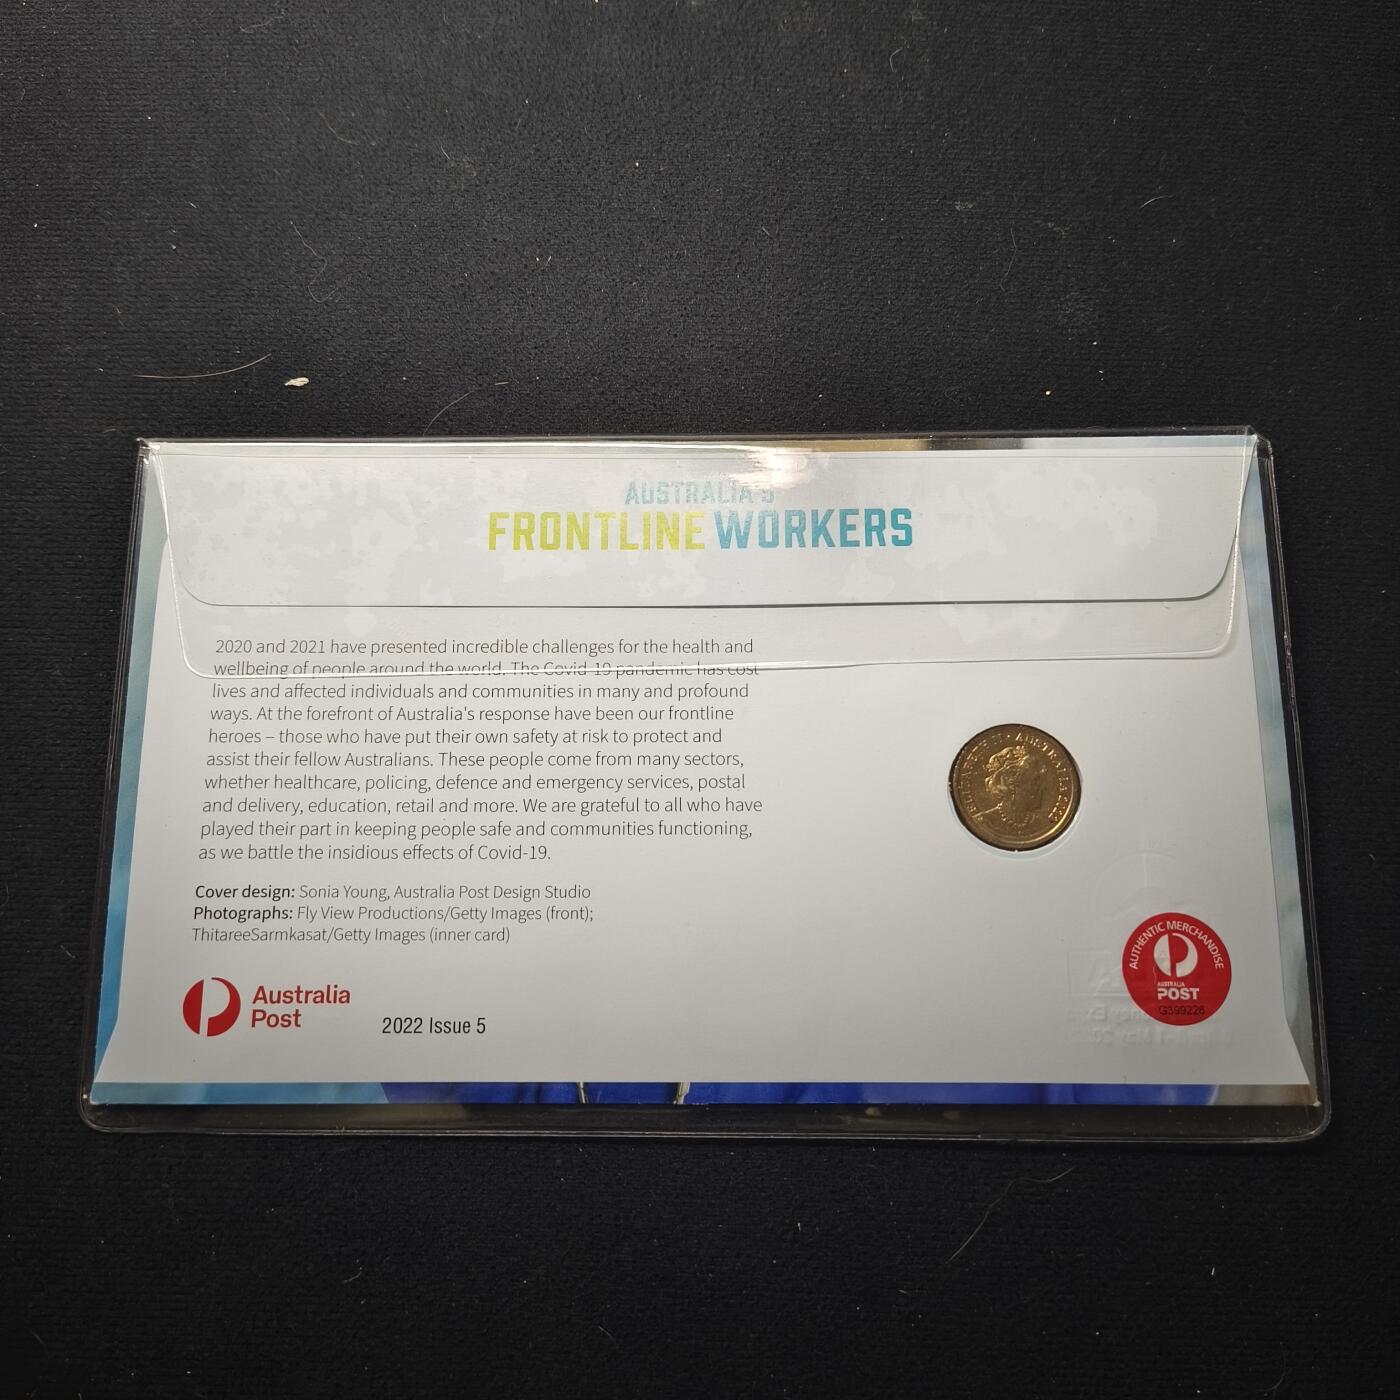 AUSTRALIA'S
FRONTLINE WORKERS
2020 and 2021 have presented incredible challenges for the health and
wellbeing of people around the world. The Covid-19 pandemic has cost
lives and affected individuals and communities in many and profound
ways. At the forefront of Australia's response have been our frontline
heroes – those who have put their own safety at risk to protect and
assist their fellow Australians. These people come from many sectors,
whether healthcare, policing, defence and emergency services, postal
and delivery, education, retail and more. We are grateful to all who have
played their part in keeping people safe and communities functioning,
as we battle the insidious effects of Covid-19.
Cover design: Sonia Young, Australia Post Design Studio
Photographs: Fly View Productions/Getty Images (front);
ThitareeSarmkasat/Getty Images (inner card)
Australia
Post
2022 Issue 5
ELIZABETH II • AUSTRALIA 2022
AUTHENTIC MERCHANDISE
AUSTRALIA
POST
G399226